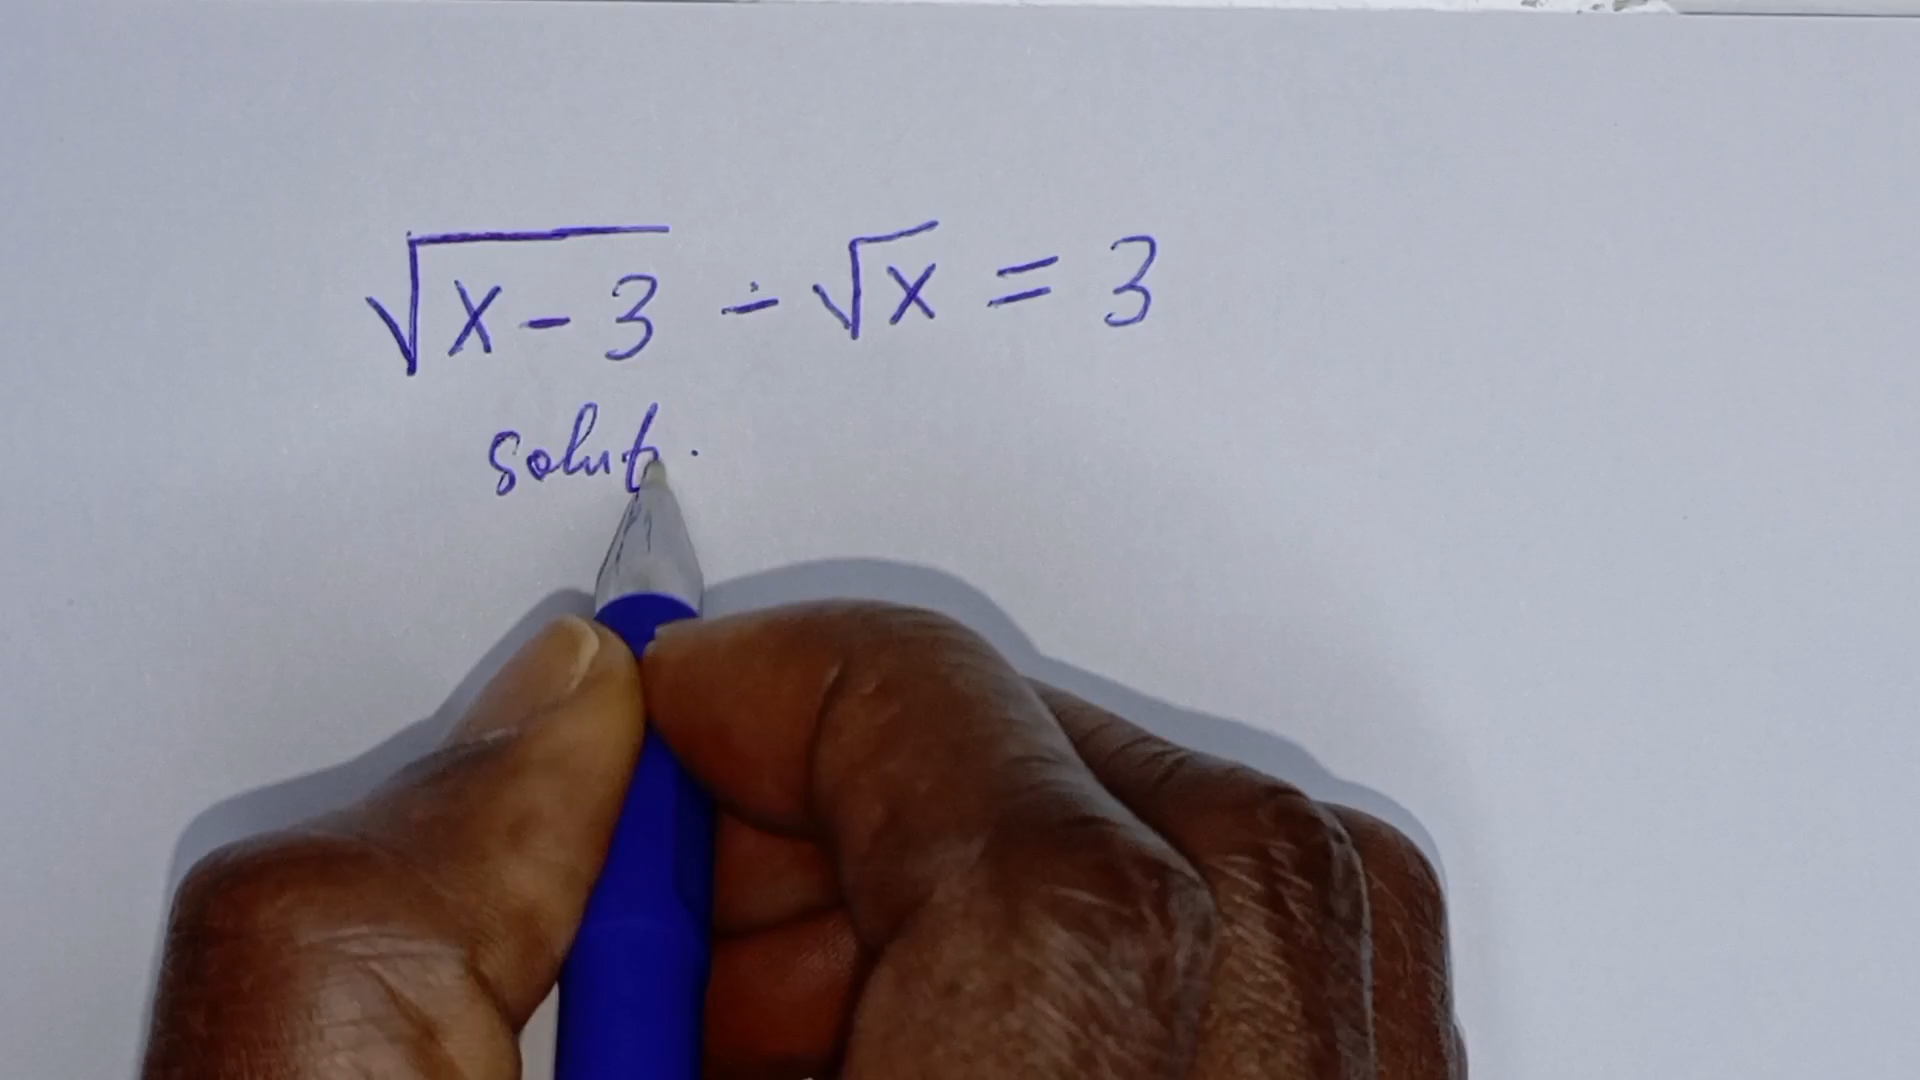 √x - 3 - √x = 3
Solut.